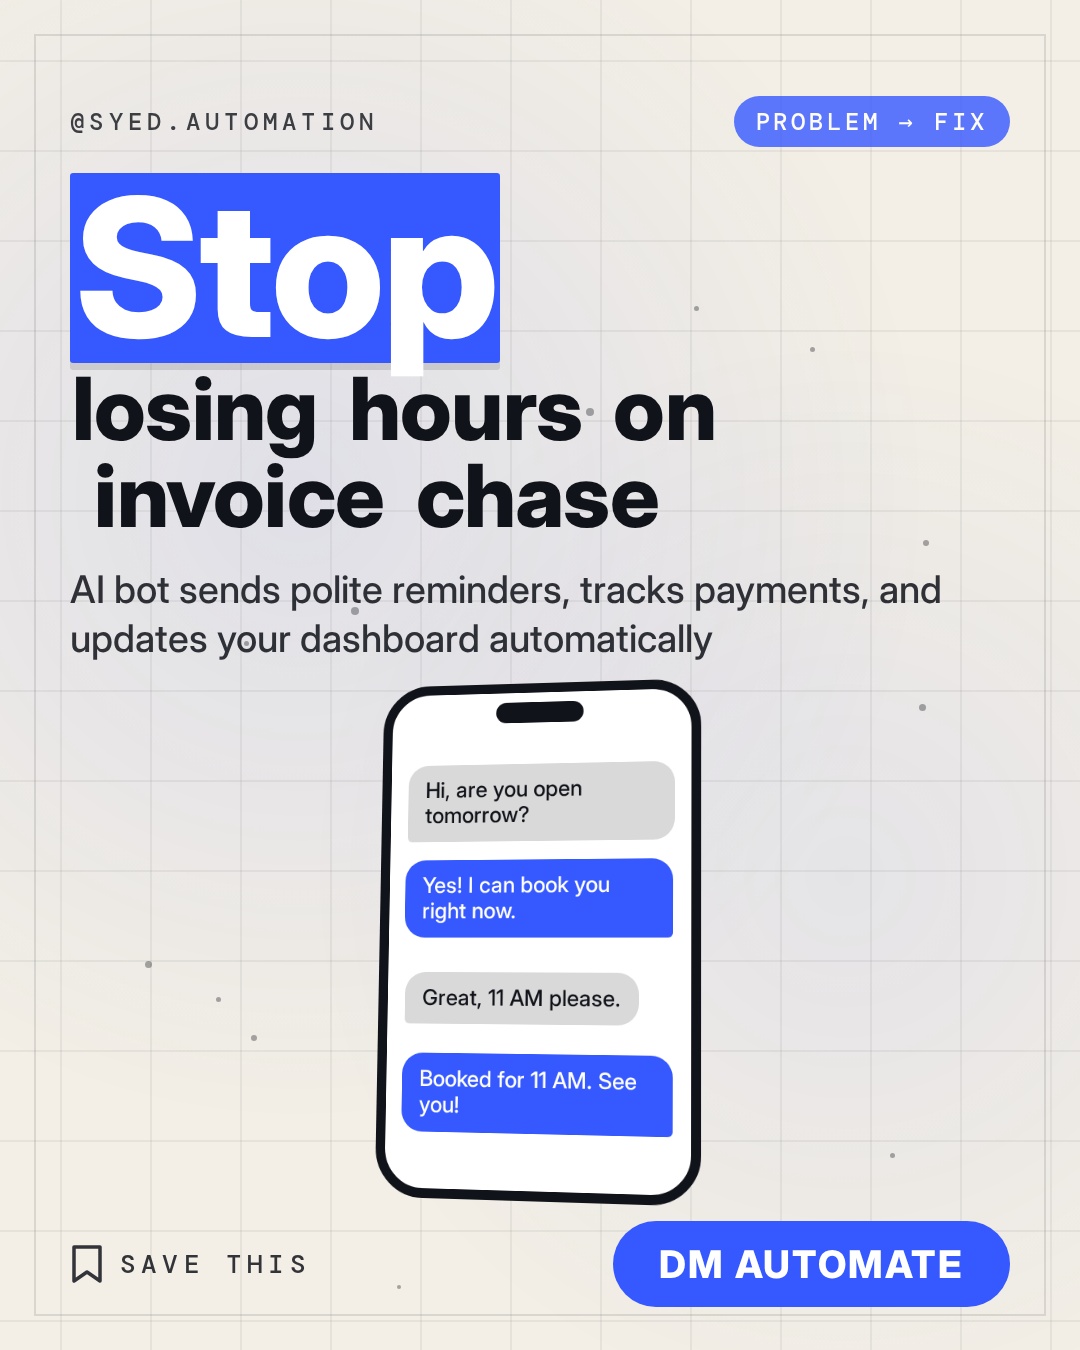 @SYED.AUTOMATION
PROBLEM → FIX
Stop
losing hours on
invoice chase
AI bot sends polite reminders, tracks payments, and
updates your dashboard automatically
Hi, are you open
tomorrow?
Yes! I can book you
right now.
Great, 11 AM please.
Booked for 11 AM. See
you!
SAVE THIS
DM AUTOMATE